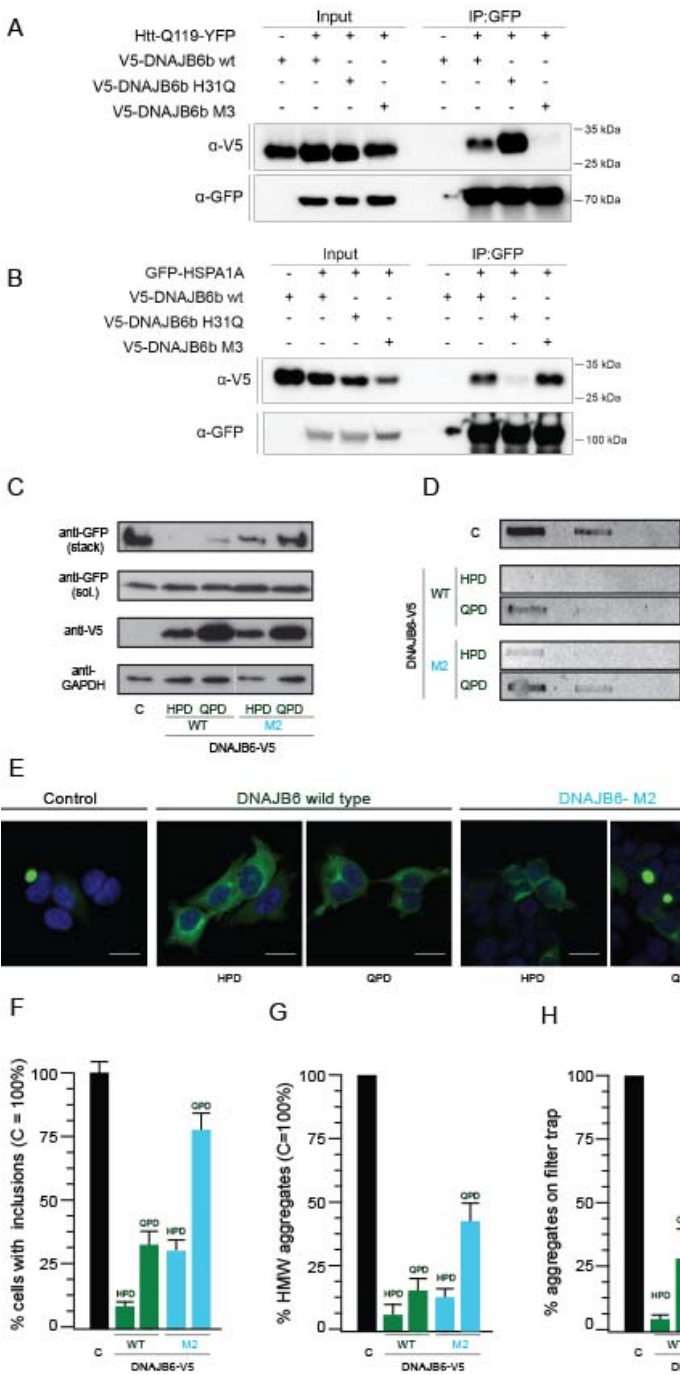 A
Input IP:GFP
Htt-Q119-YFP - + + + - + + +
V5-DNAJB6b wt + + - - + + - -
V5-DNAJB6b H31Q - - + - - - + -
V5-DNAJB6b M3 - - - + - - - +
α-V5
35 kDa
25 kDa
α-GFP
70 kDa
B
Input IP:GFP
GFP-HSPA1A - + + + - + + +
V5-DNAJB6b wt + + - - + + - -
V5-DNAJB6b H31Q - - + - - - + -
V5-DNAJB6b M3 - - - + - - - +
α-V5
35 kDa
25 kDa
α-GFP
100 kDa
C
anti-GFP
(stack)
anti-GFP
(sol.)
anti-V5
anti-
GAPDH
C HPD QPD HPD QPD
WT M2
DNAJB6-V5
D
C
DNAJB6-V5
WT
HPD
QPD
M2
HPD
QPD
E
Control DNAJB6 wild type DNAJB6- M2
HPD QPD HPD
F
% cells with inclusions (C = 100%)
100
75
50
25
0
HPD QPD HPD QPD
C WT M2
DNAJB6-V5
G
% HMW aggregates (C=100%)
100
75
50
25
0
HPD QPD HPD QPD
C WT M2
DNAJB6-V5
H
% aggregates on filter trap
100
75
50
25
0
HPD
C